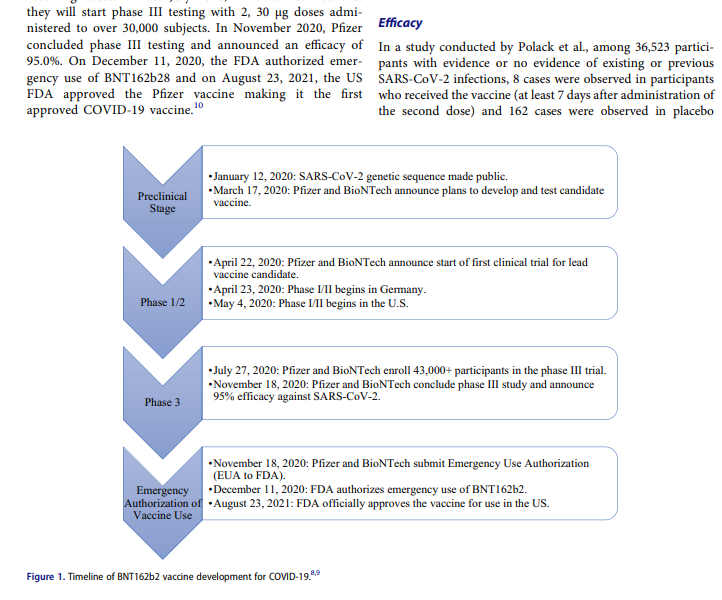 they will start phase III testing with 2, 30 μg doses admi-
nistered to over 30,000 subjects. In November 2020, Pfizer
concluded phase III testing and announced an efficacy of
95.0%. On December 11, 2020, the FDA authorized emer-
gency use of BNT162b28 and on August 23, 2021, the US
FDA approved the Pfizer vaccine making it the first
approved COVID-19 vaccine.10
Efficacy
In a study conducted by Polack et al., among 36,523 partici-
pants with evidence or no evidence of existing or previous
SARS-CoV-2 infections, 8 cases were observed in participants
who received the vaccine (at least 7 days after administration of
the second dose) and 162 cases were observed in placebo
Preclinical
Stage
•January 12, 2020: SARS-CoV-2 genetic sequence made public.
•March 17, 2020: Pfizer and BioNTech announce plans to develop and test candidate
vaccine.
Phase 1/2
•April 22, 2020: Pfizer and BioNTech announce start of first clinical trial for lead
vaccine candidate.
•April 23, 2020: Phase I/II begins in Germany.
•May 4, 2020: Phase I/II begins in the U.S.
Phase 3
•July 27, 2020: Pfizer and BioNTech enroll 43,000+ participants in the phase III trial.
•November 18, 2020: Pfizer and BioNTech conclude phase III study and announce
95% efficacy against SARS-CoV-2.
Emergency
Authorization of
Vaccine Use
•November 18, 2020: Pfizer and BioNTech submit Emergency Use Authorization
(EUA to FDA).
•December 11, 2020: FDA authorizes emergency use of BNT162b2.
•August 23, 2021: FDA officially approves the vaccine for use in the US.
Figure 1. Timeline of BNT162b2 vaccine development for COVID-19.8,9